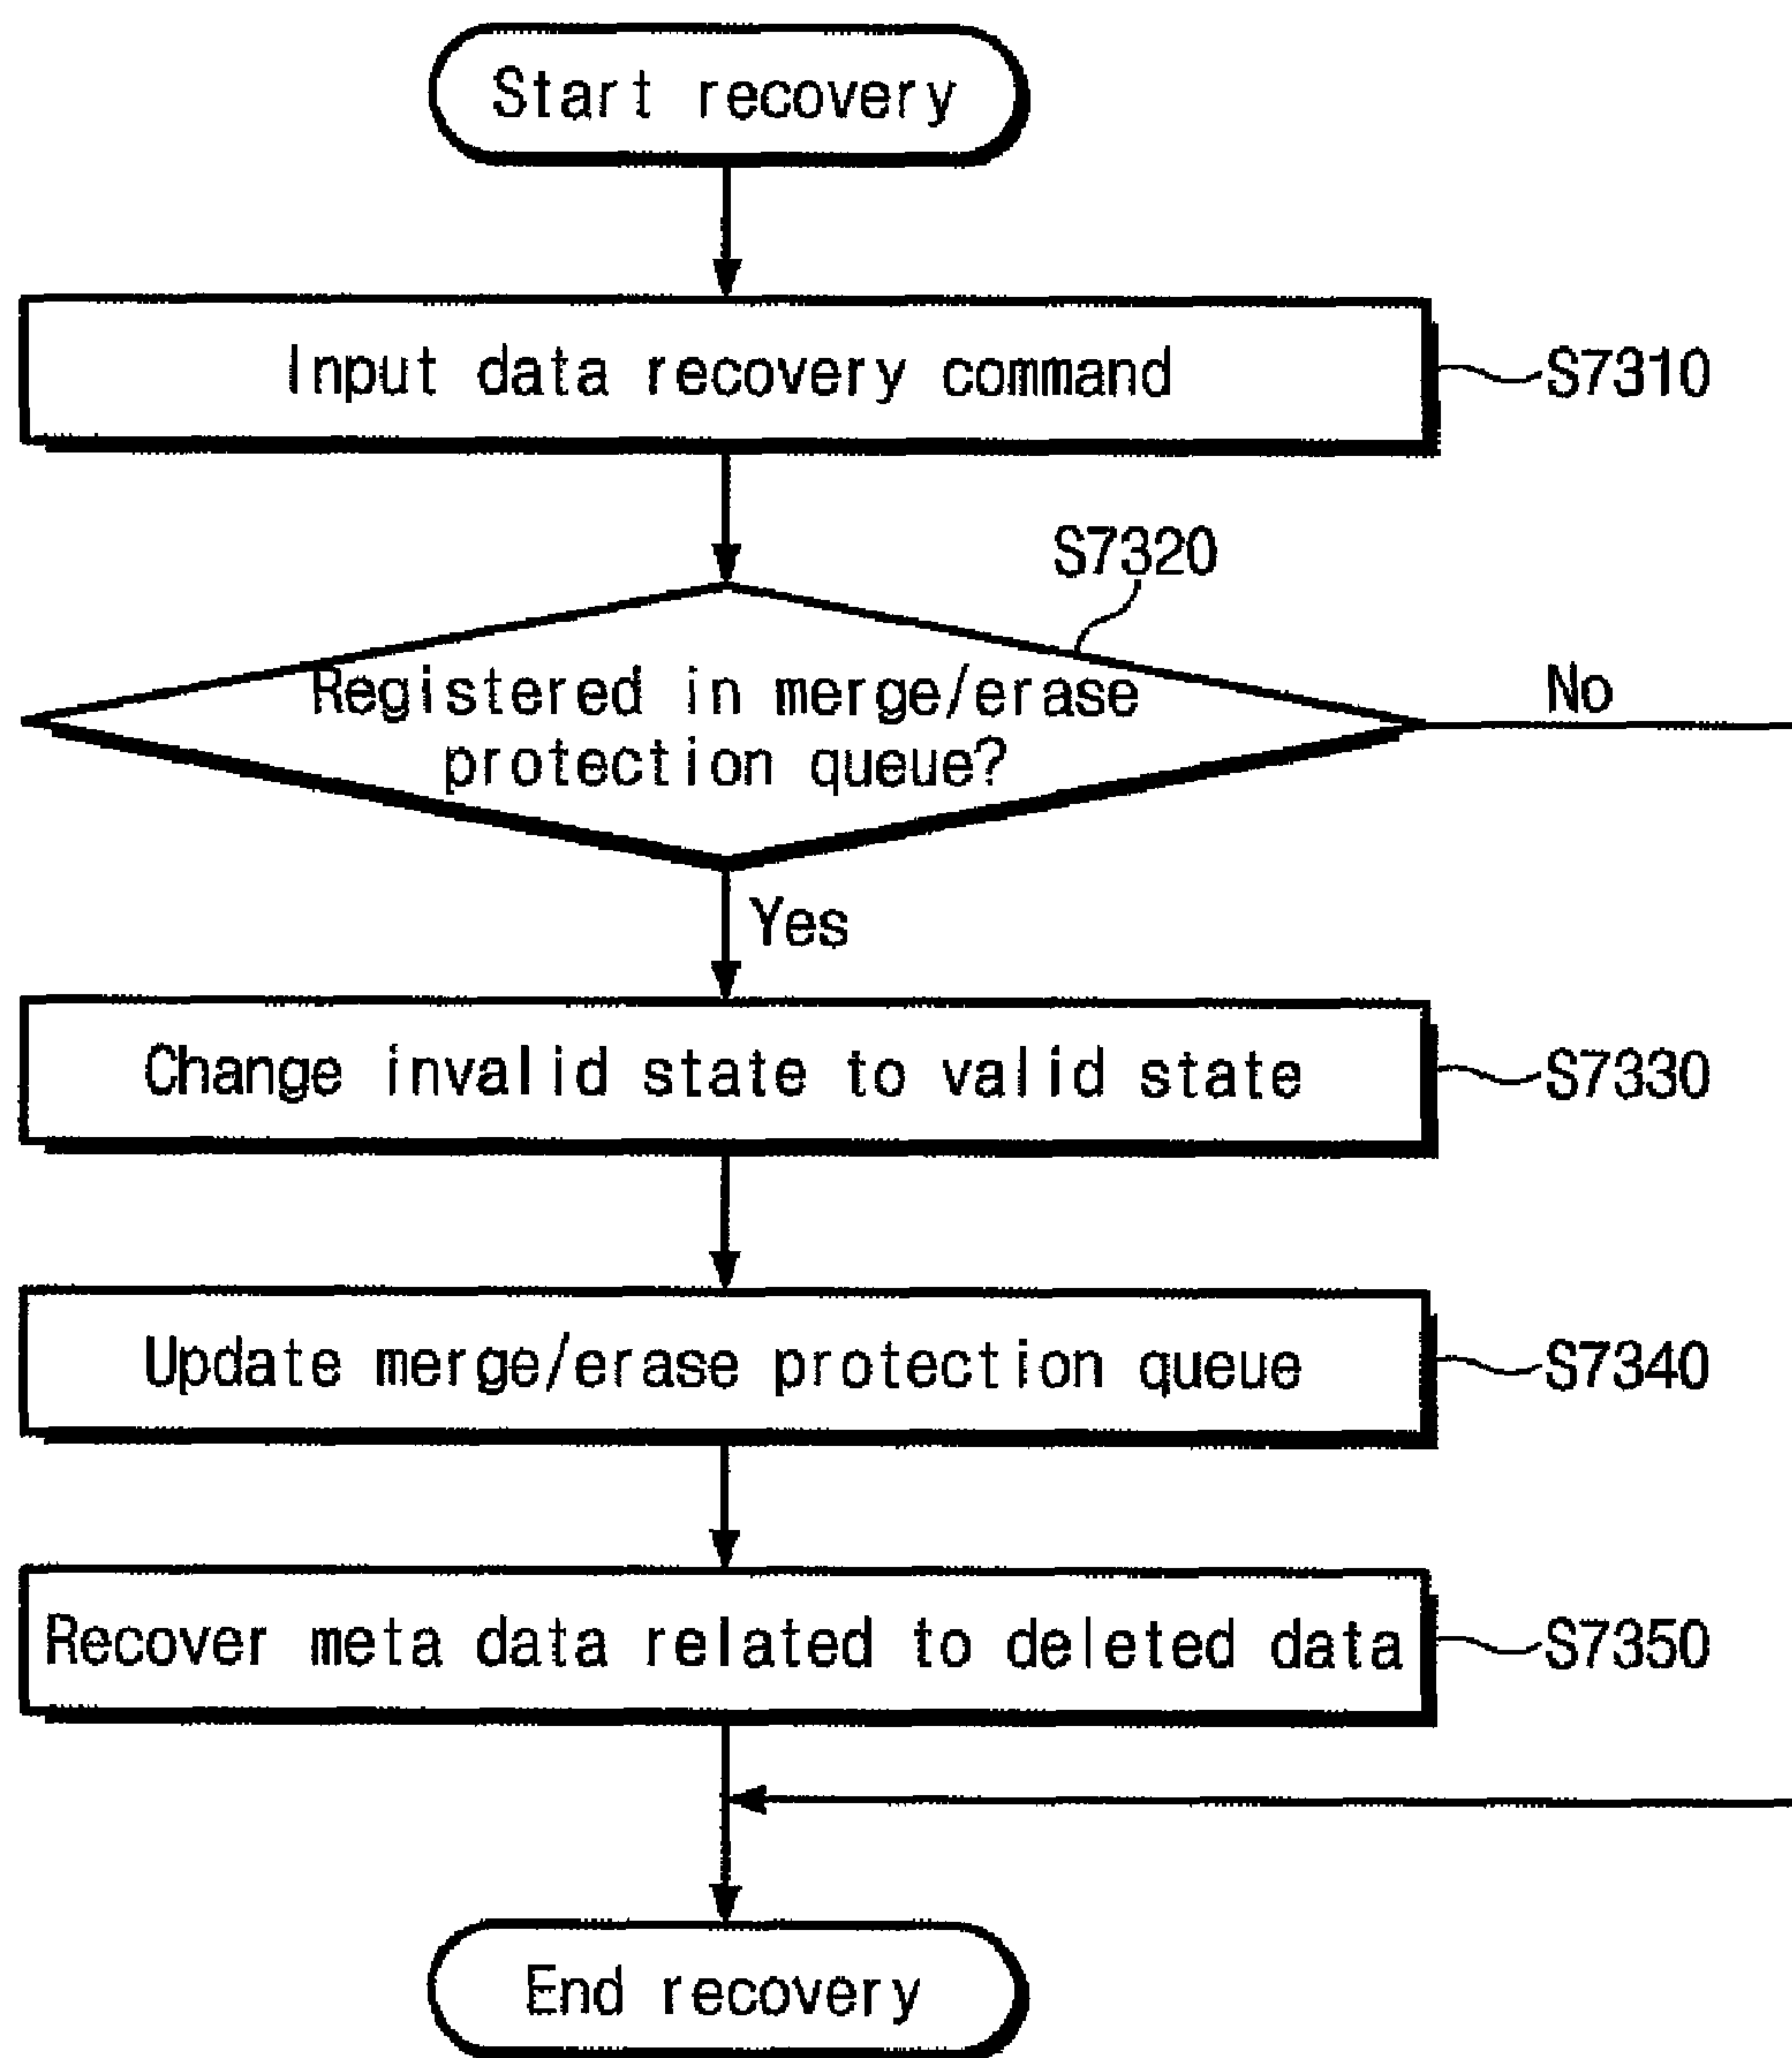 Start recovery
Input data recovery command
S7310
S7320
Registered in merge/erase
protection queue?
No
Yes
Change invalid state to valid state
S7330
Update merge/erase protection queue
S7340
Recover meta data related to deleted data
S7350
End recovery